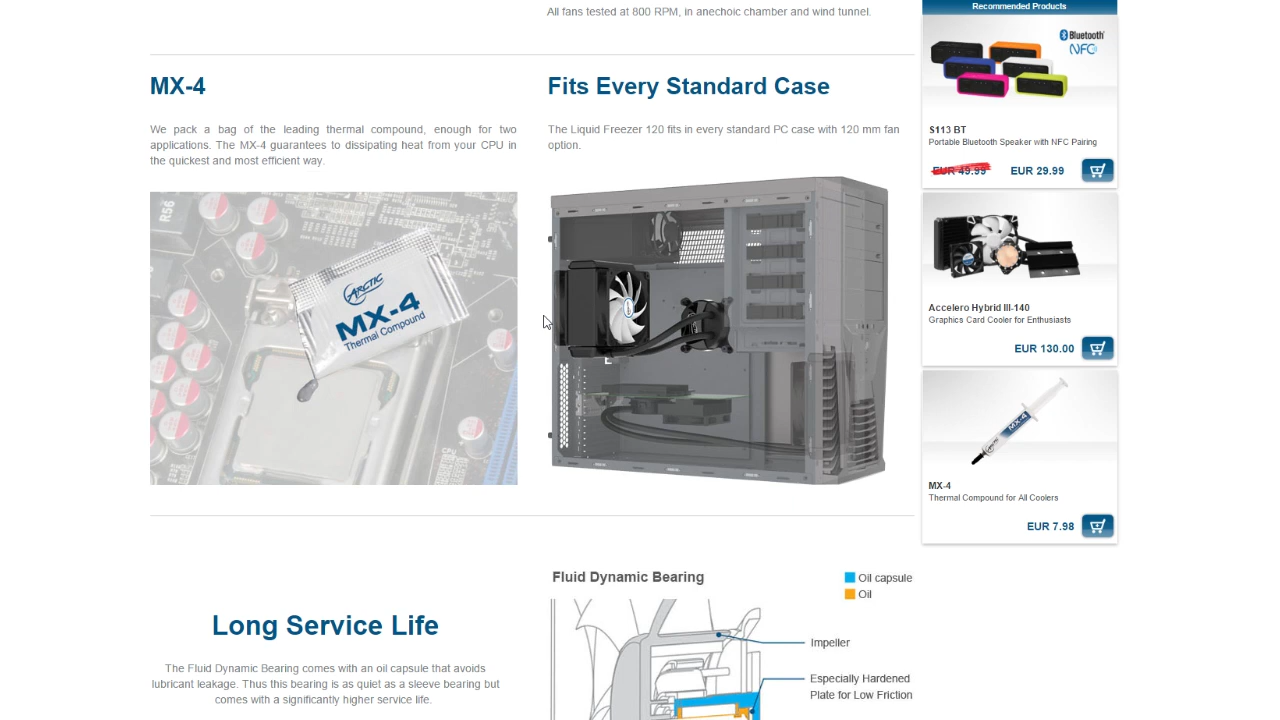 All fans tested at 800 RPM, in anechoic chamber and wind tunnel.
MX-4
We pack a bag of the leading thermal compound, enough for two
applications. The MX-4 guarantees to dissipating heat from your CPU in
the quickest and most efficient way.
R56
ARCTIC
MX-4
Thermal Compound
Fits Every Standard Case
The Liquid Freezer 120 fits in every standard PC case with 120 mm fan
option.
Long Service Life
The Fluid Dynamic Bearing comes with an oil capsule that avoids
lubricant leakage. Thus this bearing is as quiet as a sleeve bearing but
comes with a significantly higher service life.
Fluid Dynamic Bearing
Oil capsule
Oil
Impeller
Especially Hardened
Plate for Low Friction
Recommended Products
Bluetooth
NFC
S113 BT
Portable Bluetooth Speaker with NFC Pairing
EUR 49.99 EUR 29.99
Accelero Hybrid III-140
Graphics Card Cooler for Enthusiasts
EUR 130.00
MX-4
ARCTIC
MX-4
Thermal Compound for All Coolers
EUR 7.98